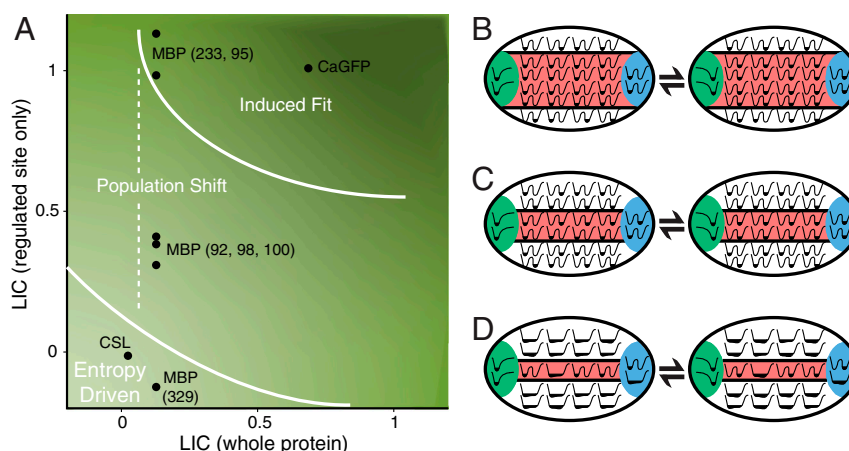 A
MBP (233, 95)
CaGFP
1
Induced Fit
Population Shift
0.5
MBP (92, 98, 100)
CSL
0
Entropy
Driven
MBP
(329)
0
0.5
1
LIC (regulated site only)
LIC (whole protein)
B
C
D